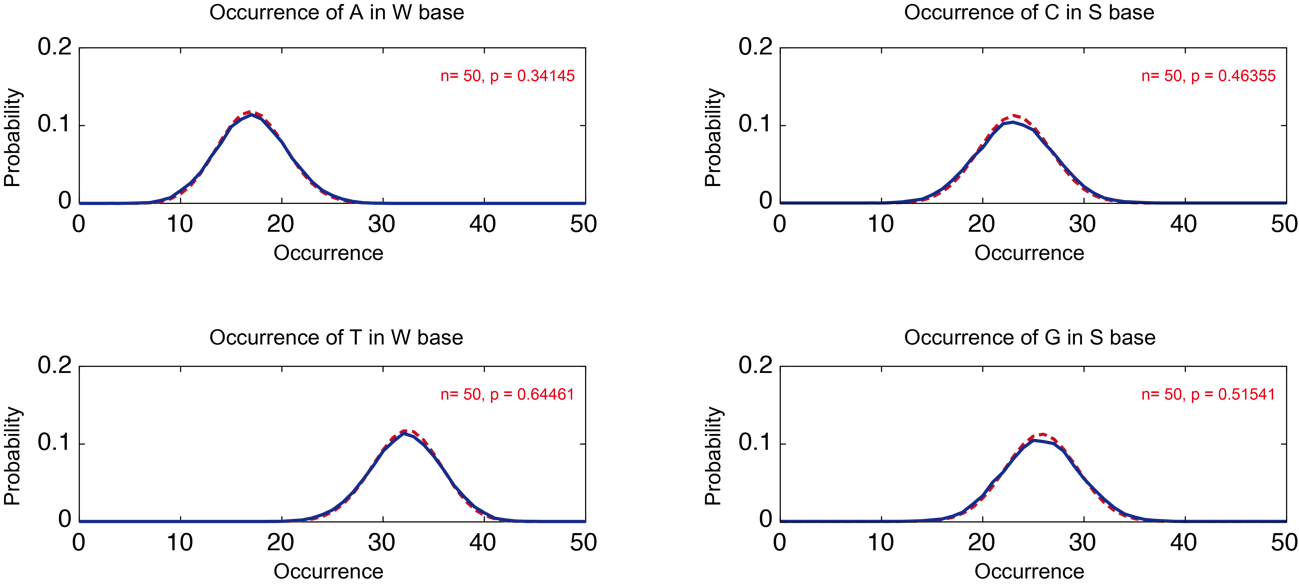 Occurrence of A in W base
0.2
0.1
0
Probability
n= 50, p = 0.34145
0 10 20 30 40 50
Occurrence
Occurrence of C in S base
0.2
0.1
0
Probability
n= 50, p = 0.46355
0 10 20 30 40 50
Occurrence
Occurrence of T in W base
0.2
0.1
0
Probability
n= 50, p = 0.64461
0 10 20 30 40 50
Occurrence
Occurrence of G in S base
0.2
0.1
0
Probability
n= 50, p = 0.51541
0 10 20 30 40 50
Occurrence